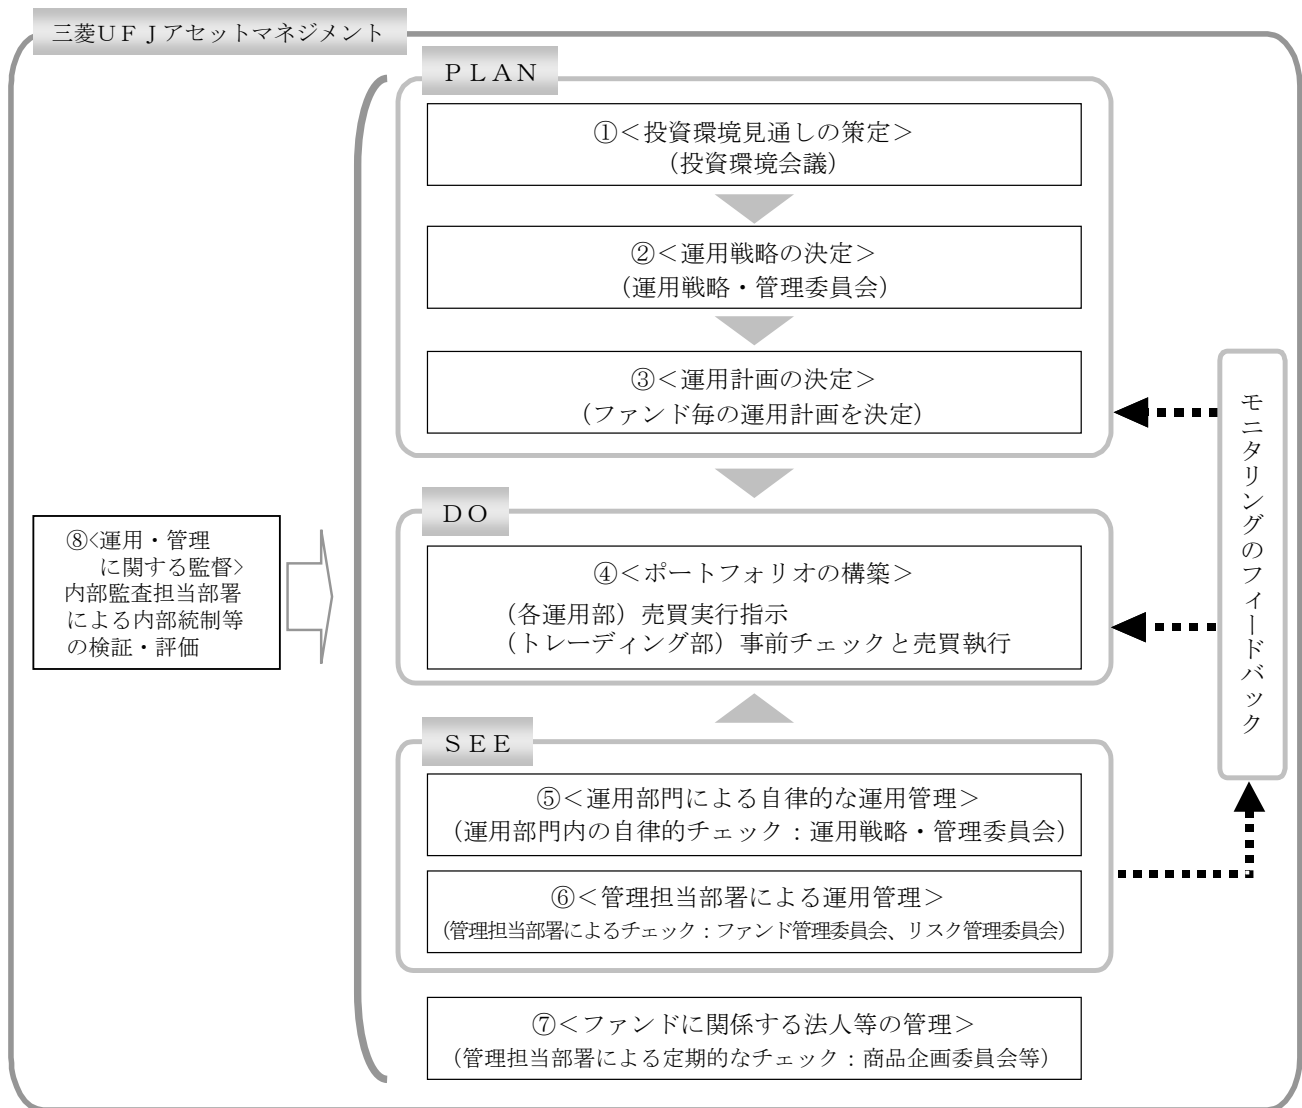 三菱ＵＦＪアセットマネジメント
ＰＬＡＮ
①＜投資環境見通しの策定＞
（投資環境会議）
②＜運用戦略の決定＞
（運用戦略・管理委員会）
③＜運用計画の決定＞
（ファンド毎の運用計画を決定）
ＤＯ
④＜ポートフォリオの構築＞
（各運用部）売買実行指示
（トレーディング部）事前チェックと売買執行
ＳＥＥ
⑤＜運用部門による自律的な運用管理＞
（運用部門内の自律的チェック：運用戦略・管理委員会）
⑥＜管理担当部署による運用管理＞
（管理担当部署によるチェック：ファンド管理委員会、リスク管理委員会）
⑦＜ファンドに関係する法人等の管理＞
（管理担当部署による定期的なチェック：商品企画委員会等）
⑧<運用・管理
に関する監督>
内部監査担当部署
による内部統制等
の検証・評価
モニタリングのフィードバック